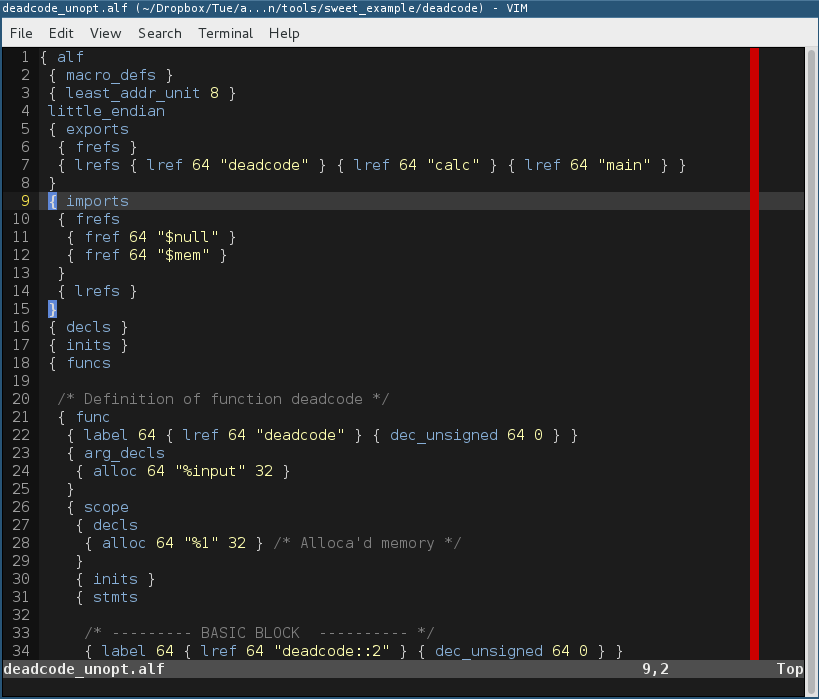 deadcode_unopt.alf (~/Dropbox/Tue/a...n/tools/sweet_example/deadcode) - VIM
File Edit View Search Terminal Help
1 { alf
2 { macro_defs }
3 { least_addr_unit 8 }
4 little_endian
5 { exports
6 { frefs }
7 { lrefs { lref 64 "deadcode" } { lref 64 "calc" } { lref 64 "main" } }
8 }
9 { imports
10 { frefs
11 { fref 64 "$null" }
12 { fref 64 "$mem" }
13 }
14 { lrefs }
15 }
16 { decls }
17 { inits }
18 { funcs
19
20 /* Definition of function deadcode */
21 { func
22 { label 64 { lref 64 "deadcode" } { dec_unsigned 64 0 } }
23 { arg_decls
24 { alloc 64 "%input" 32 }
25 }
26 { scope
27 { decls
28 { alloc 64 "%1" 32 } /* Alloca'd memory */
29 }
30 { inits }
31 { stmts
32
33 /* --------- BASIC BLOCK ---------- */
34 { label 64 { lref 64 "deadcode::2" } { dec_unsigned 64 0 } }
deadcode_unopt.alf 9,2 Top